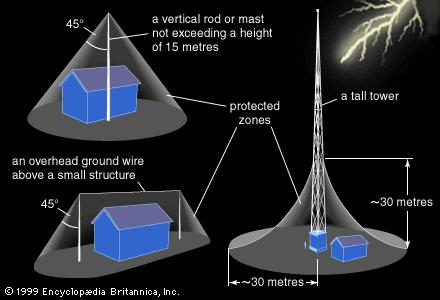 45°
a vertical rod or mast
not exceeding a height
of 15 metres
protected
zones
a tall tower
an overhead ground wire
above a small structure
45°
~30 metres
~30 metres
© 1999 Encyclopædia Britannica, Inc.